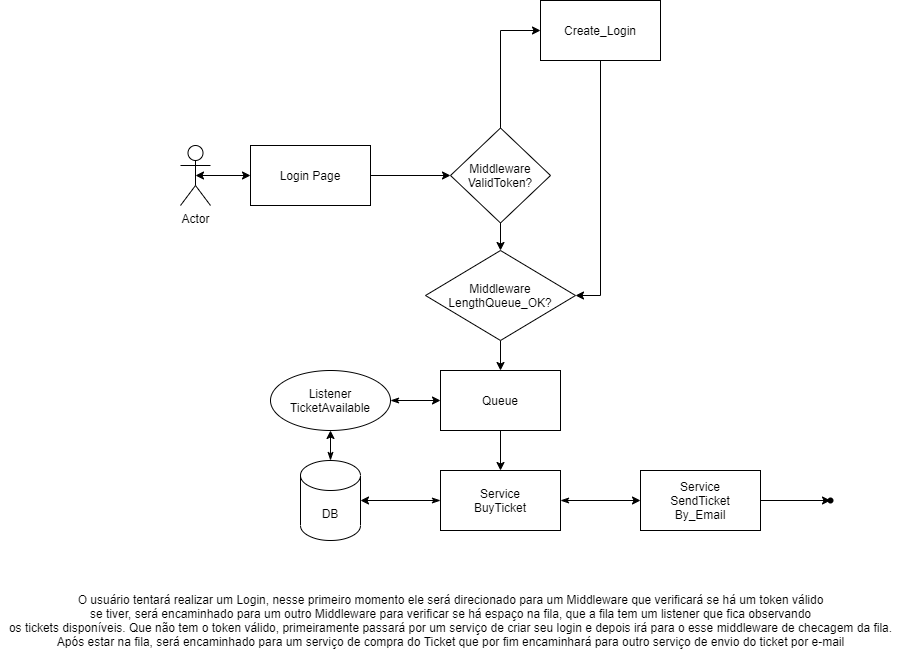 Create_Login
Middleware
ValidToken?
Login Page
Actor
Middleware
LengthQueue_OK?
Listener
TicketAvailable
Queue
DB
Service
BuyTicket
Service
SendTicket
By_Email
O usuário tentará realizar um Login, nesse primeiro momento ele será direcionado para um Middleware que verificará se há um token válido
se tiver, será encaminhado para um outro Middleware para verificar se há espaço na fila, que a fila tem um listener que fica observando
os tickets disponíveis. Que não tem o token válido, primeiramente passará por um serviço de criar seu login e depois irá para o esse middleware de checagem da fila.
Após estar na fila, será encaminhado para um serviço de compra do Ticket que por fim encaminhará para outro serviço de envio do ticket por e-mail